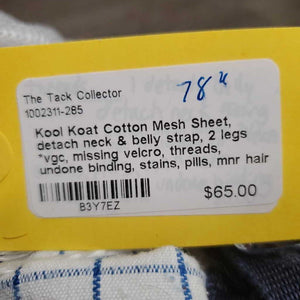 78"
The Tack Collector
1002311-285
Kool Koat Cotton Mesh Sheet,
detach neck & belly strap, 2 legs
*vgc, missing velcro, threads,
undone binding, stains, pills, mnr hair
$65.00
B3Y7EZ